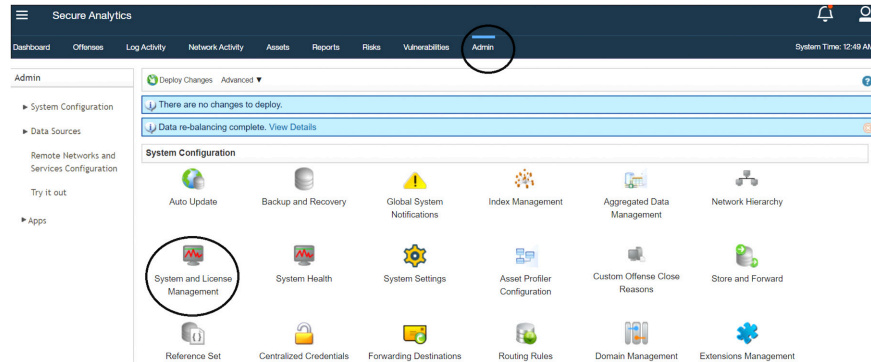 Secure Analytics
Dashboard Offenses Log Activity Network Activity Assets Reports Risks Vulnerabilities Admin System Time: 12:49 AM
Admin
Deploy Changes Advanced ▼
System Configuration
Data Sources
Remote Networks and
Services Configuration
Try it out
Apps
There are no changes to deploy.
Data re-balancing complete. View Details
System Configuration
Auto Update Backup and Recovery Global System Notifications Index Management Aggregated Data Management Network Hierarchy
System and License Management System Health System Settings Asset Profiler Configuration Custom Offense Close Reasons Store and Forward
Reference Set Centralized Credentials Forwarding Destinations Routing Rules Domain Management Extensions Management